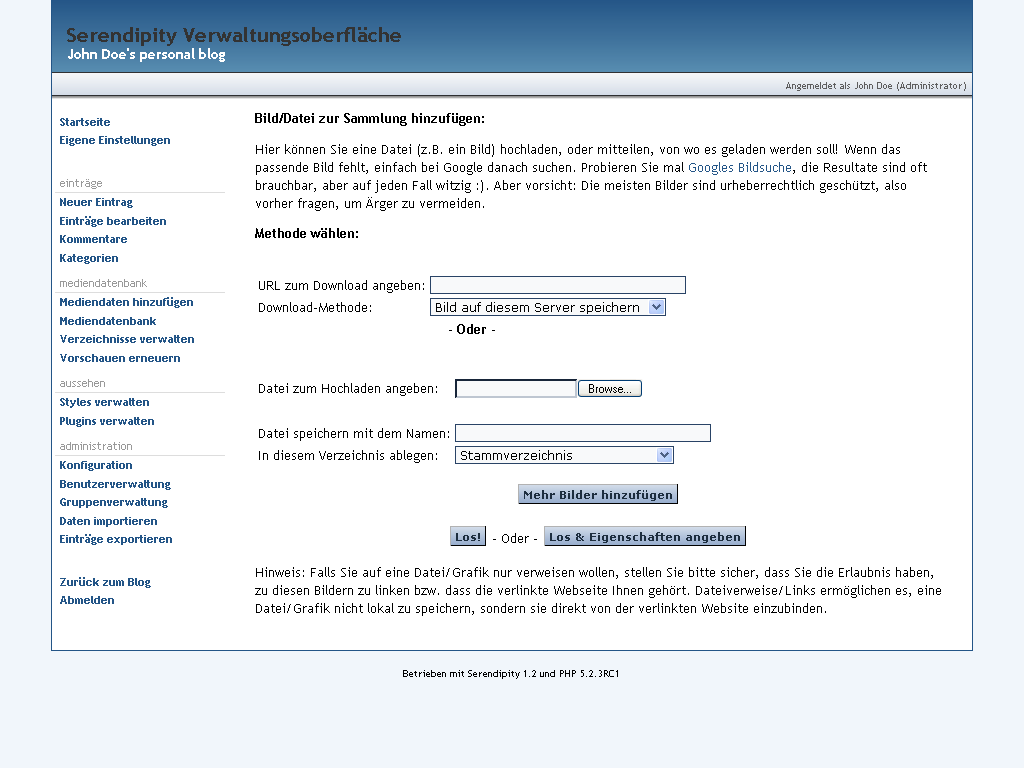 Serendipity Verwaltungsoberfläche
John Doe's personal blog
Angemeldet als John Doe (Administrator)
Startseite
Eigene Einstellungen
einträge
Neuer Eintrag
Einträge bearbeiten
Kommentare
Kategorien
mediendatenbank
Mediendaten hinzufügen
Mediendatenbank
Verzeichnisse verwalten
Vorschauen erneuern
aussehen
Styles verwalten
Plugins verwalten
administration
Konfiguration
Benutzerverwaltung
Gruppenverwaltung
Daten importieren
Einträge exportieren
Zurück zum Blog
Abmelden
Bild/Datei zur Sammlung hinzufügen:
Hier können Sie eine Datei (z.B. ein Bild) hochladen, oder mitteilen, von wo es geladen werden soll! Wenn das
passende Bild fehlt, einfach bei Google danach suchen. Probieren Sie mal Googles Bildsuche, die Resultate sind oft
brauchbar, aber auf jeden Fall witzig :). Aber vorsicht: Die meisten Bilder sind urheberrechtlich geschützt, also
vorher fragen, um Ärger zu vermeiden.
Methode wählen:
URL zum Download angeben:
Download-Methode: Bild auf diesem Server speichern
- Oder -
Datei zum Hochladen angeben: Browse...
Datei speichern mit dem Namen:
In diesem Verzeichnis ablegen: Stammverzeichnis
Mehr Bilder hinzufügen
Los! - Oder - Los & Eigenschaften angeben
Hinweis: Falls Sie auf eine Datei/Grafik nur verweisen wollen, stellen Sie bitte sicher, dass Sie die Erlaubnis haben,
zu diesen Bildern zu linken bzw. dass die verlinkte Webseite Ihnen gehört. Dateiverweise/Links ermöglichen es, eine
Datei/Grafik nicht lokal zu speichern, sondern sie direkt von der verlinkten Website einzubinden.
Betrieben mit Serendipity 1.2 und PHP 5.2.3RC1